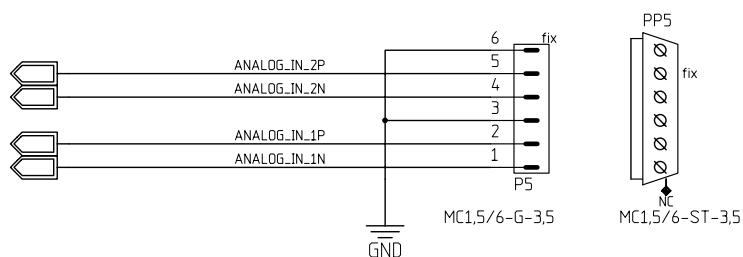 PP5
6 fix
ANALOG_IN_2P 5 fix
ANALOG_IN_2N 4
3
ANALOG_IN_1P 2
ANALOG_IN_1N 1
P5
NC
MC1,5/6-G-3,5 MC1,5/6-ST-3,5
GND